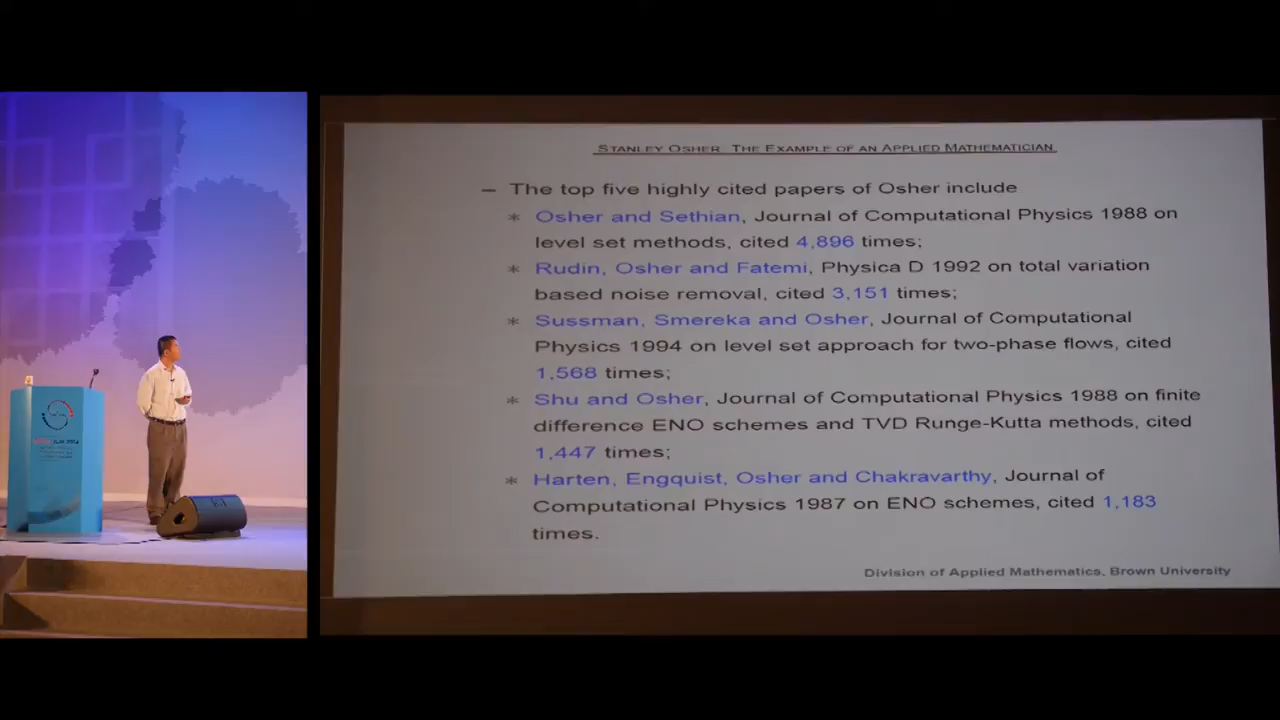 STANLEY OSHER: THE EXAMPLE OF AN APPLIED MATHEMATICIAN
– The top five highly cited papers of Osher include
* Osher and Sethian, Journal of Computational Physics 1988 on
level set methods, cited 4,896 times;
* Rudin, Osher and Fatemi, Physica D 1992 on total variation
based noise removal, cited 3,151 times;
* Sussman, Smereka and Osher, Journal of Computational
Physics 1994 on level set approach for two-phase flows, cited
1,568 times;
* Shu and Osher, Journal of Computational Physics 1988 on finite
difference ENO schemes and TVD Runge-Kutta methods, cited
1,447 times;
* Harten, Engquist, Osher and Chakravarthy, Journal of
Computational Physics 1987 on ENO schemes, cited 1,183
times.
Division of Applied Mathematics, Brown University